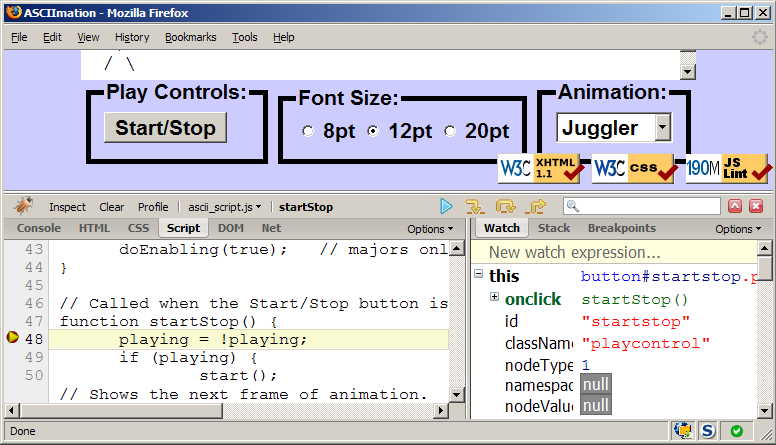 ASCIImation - Mozilla Firefox
File Edit View History Bookmarks Tools Help
/ \
Play Controls: Font Size: Animation:
Start/Stop 8pt 12pt 20pt Juggler
W3C XHTML 1.1 W3C css 190M JS Lint
Inspect Clear Profile ascii_script.js startStop
Console HTML CSS Script DOM Net Options Watch Stack Breakpoints Options
New watch expression...
43 doEnabling(true); // majors onl
44 }
45
46 // Called when the Start/Stop button is
47 function startStop() {
48 playing = !playing;
49 if (playing) {
50 start();
// Shows the next frame of animation.
this button#startstop.p
onclick startStop()
id "startstop"
className "playcontrol"
nodeType 1
namespac null
nodeValue null
Done